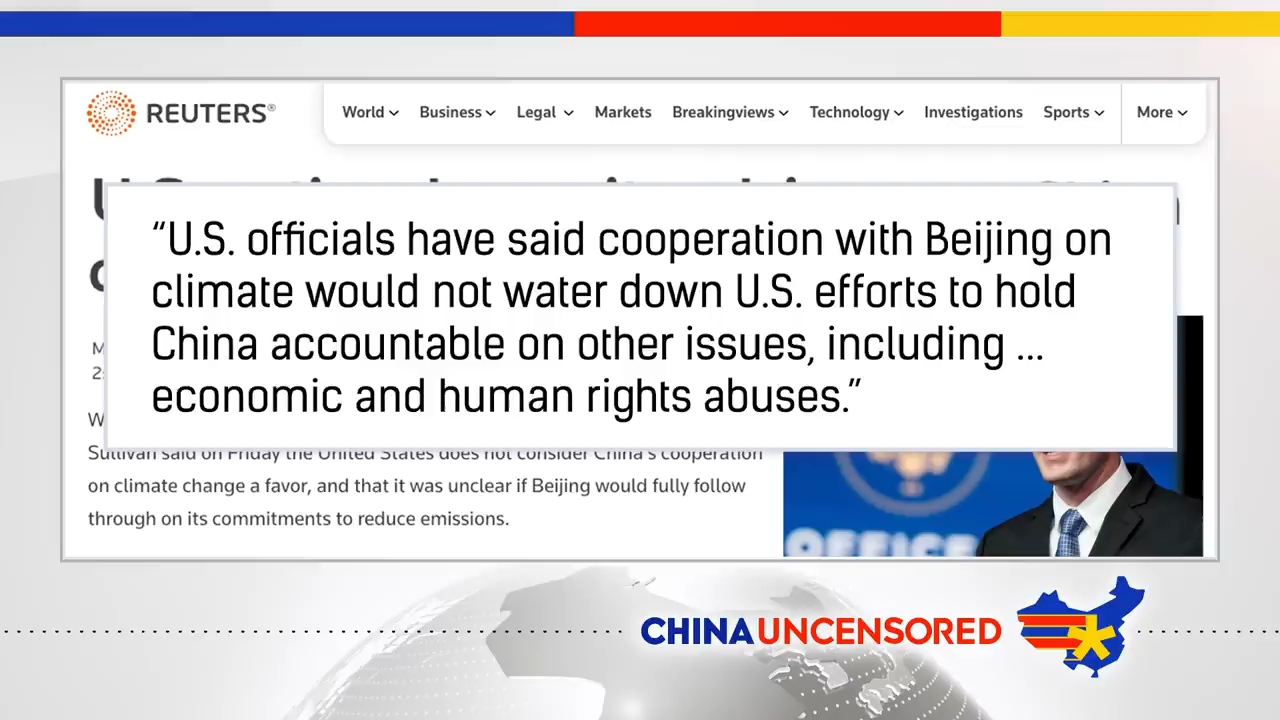 REUTERS®
World Business Legal Markets Breakingviews Technology Investigations Sports More
“U.S. officials have said cooperation with Beijing on
climate would not water down U.S. efforts to hold
China accountable on other issues, including ...
economic and human rights abuses.”
Sullivan said on Friday the United States does not consider China's cooperation
on climate change a favor, and that it was unclear if Beijing would fully follow
through on its commitments to reduce emissions.
OFFICE
CHINA UNCENSORED